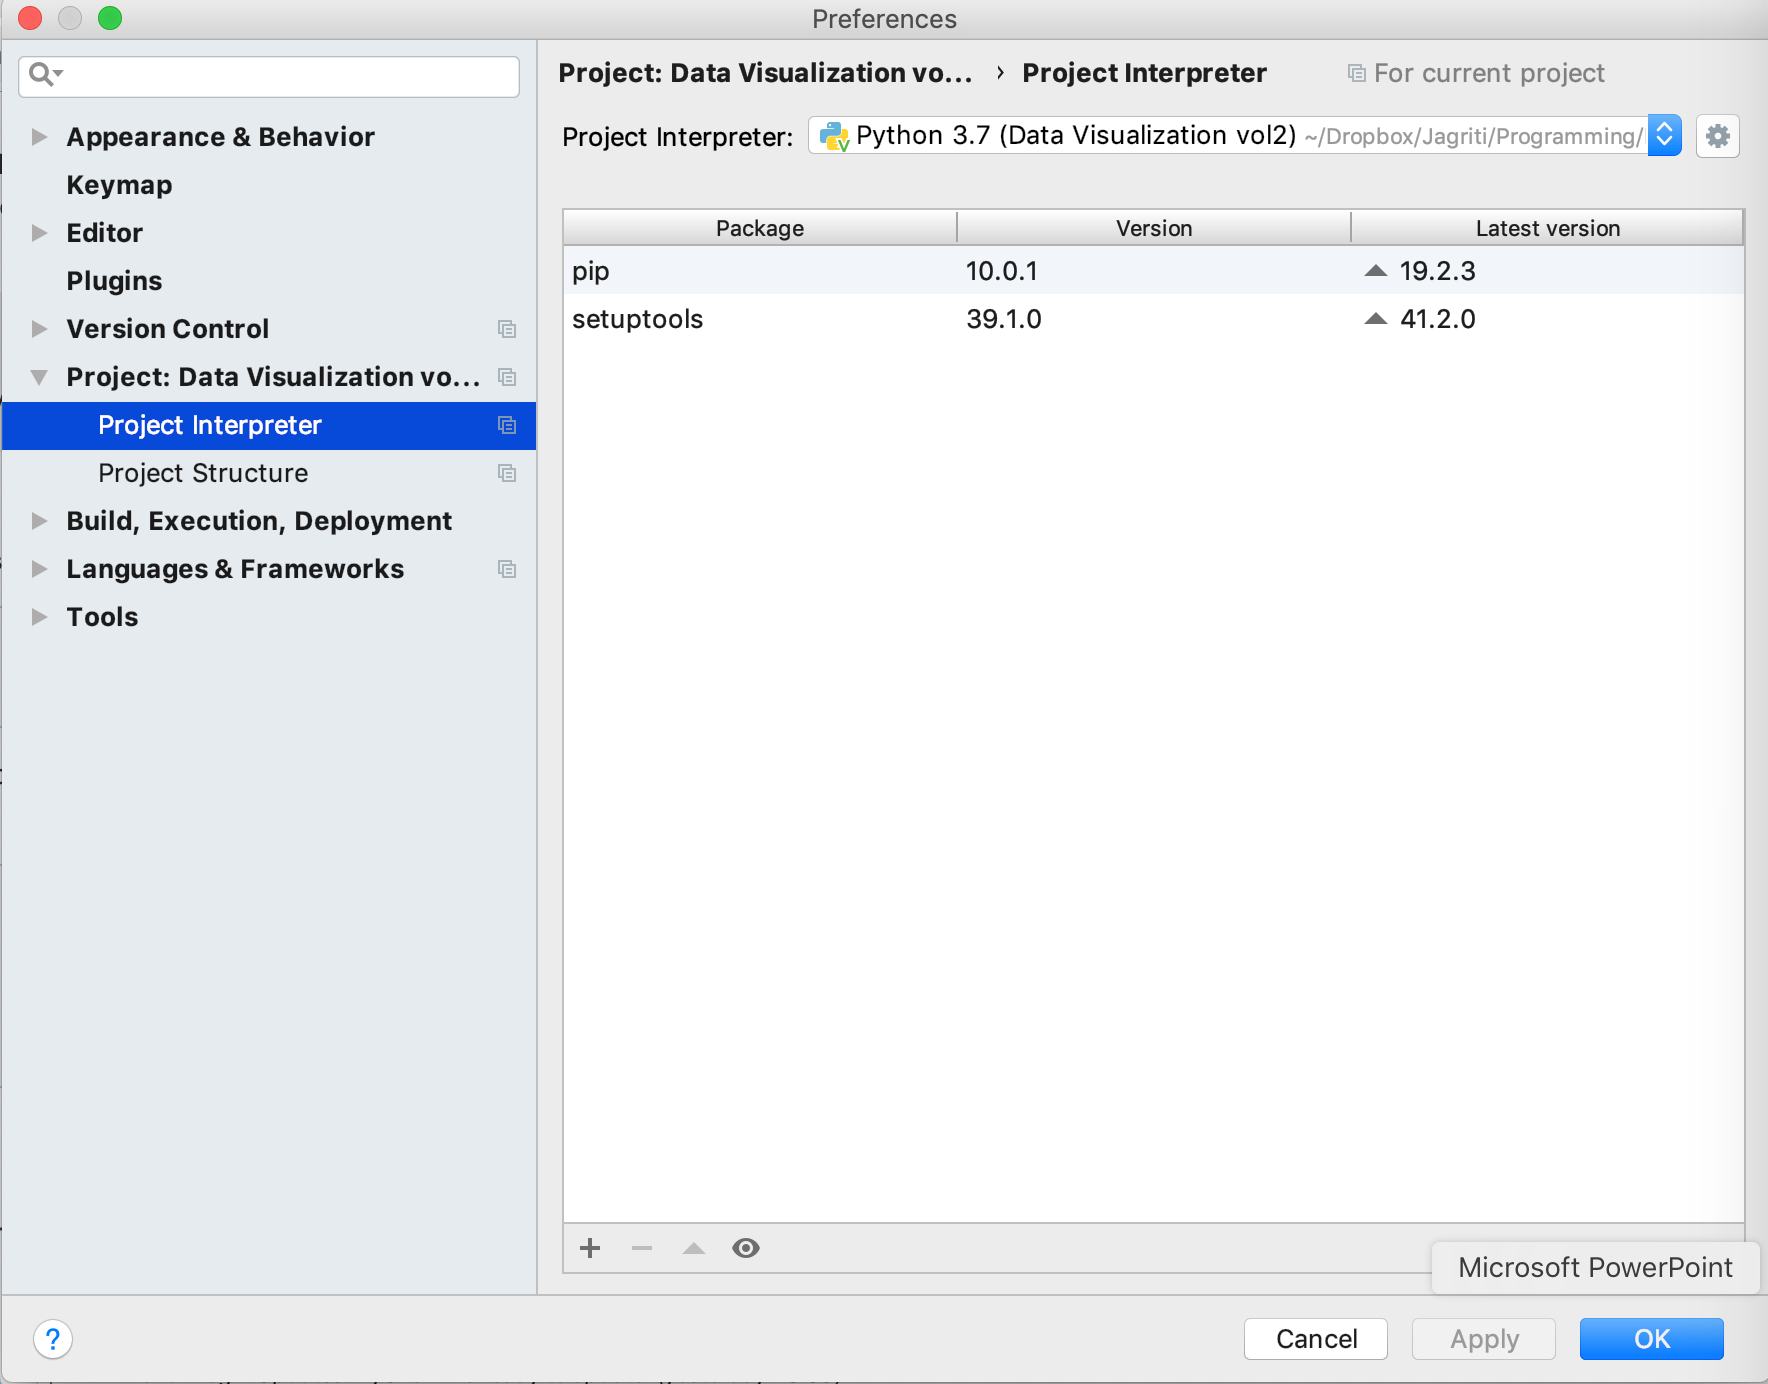 Preferences
Project: Data Visualization vo... › Project Interpreter For current project
Appearance & Behavior
Keymap
Editor
Plugins
Version Control
Project: Data Visualization vo...
Project Interpreter
Project Structure
Build, Execution, Deployment
Languages & Frameworks
Tools
Project Interpreter: Python 3.7 (Data Visualization vol2) ~/Dropbox/Jagriti/Programming/
Package Version Latest version
pip 10.0.1 19.2.3
setuptools 39.1.0 41.2.0
Microsoft PowerPoint
? Cancel Apply OK